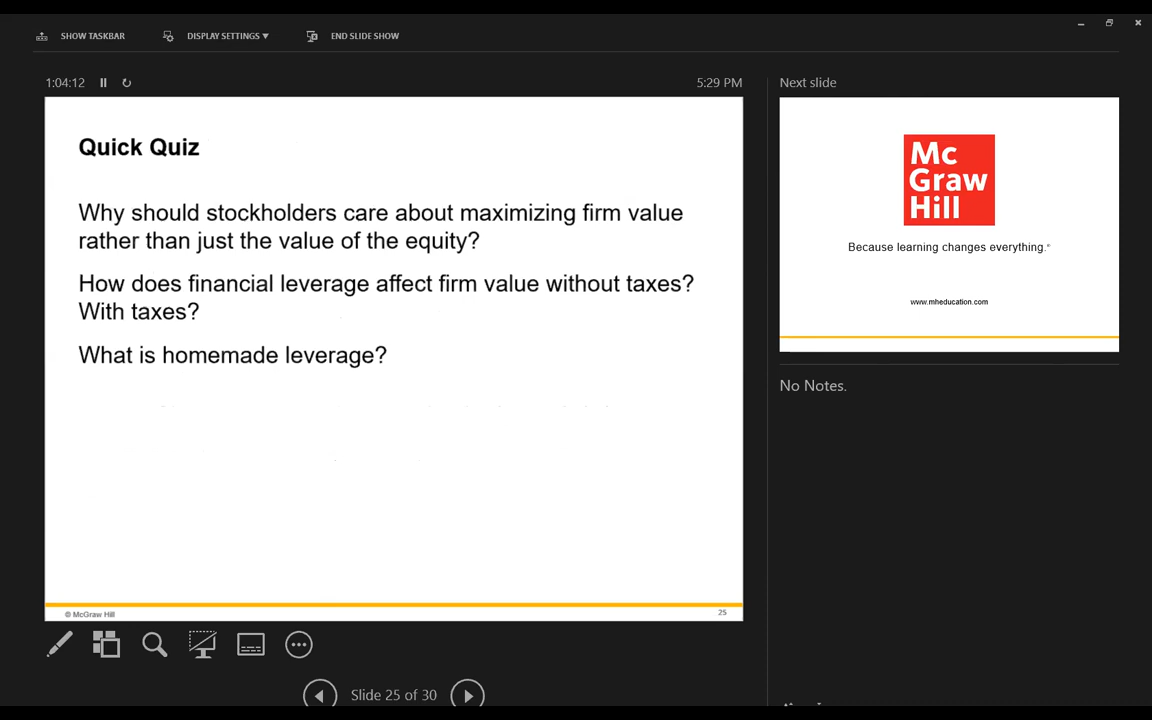 SHOW TASKBAR
DISPLAY SETTINGS
END SLIDE SHOW
1:04:12
5:29 PM
Next slide
Quick Quiz
Why should stockholders care about maximizing firm value
rather than just the value of the equity?
How does financial leverage affect firm value without taxes?
With taxes?
What is homemade leverage?
© McGraw Hill
25
Mc
Graw
Hill
Because learning changes everything.®
www.mheducation.com
No Notes.
Slide 25 of 30